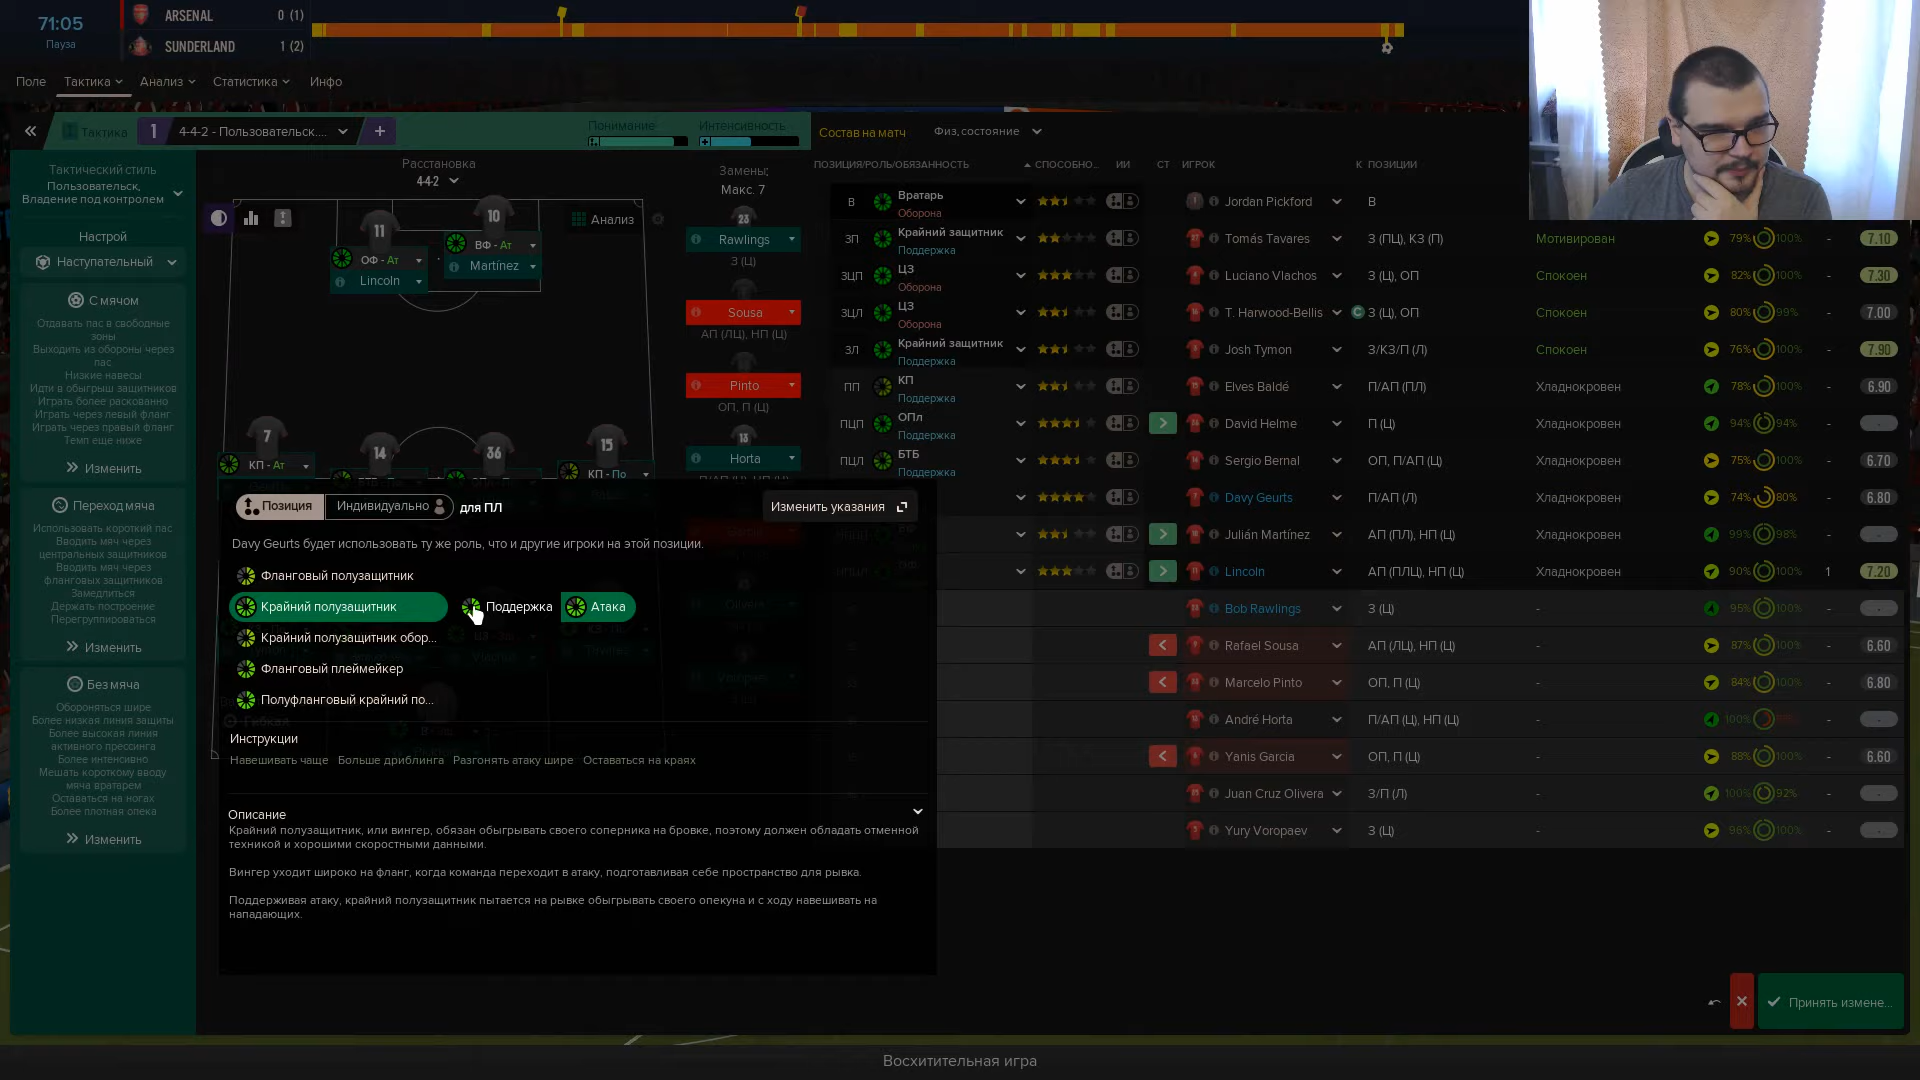 71:05
Пауза
ARSENAL 0 (1)
SUNDERLAND 1 (2)
Поле Тактика Анализ Статистика Инфо
Тактика 1 4-4-2 - Пользовательск....
Понимание Интенсивность
Состав на матч Физ, состояние
Тактический стиль
Пользовательск,
Владение под контролем
Настрой
Наступательный
С мячом
Отдавать пас в свободные
зоны
Выходить из обороны через
пас
Низкие навесы
Идти в обыгрыш защитников
Играть более раскованно
Играть через левый фланг
Играть через правый фланг
Темп еще ниже
Изменить
Переход мяча
Использовать короткий пас
Вводить мяч через
центральных защитников
Вводить мяч через
фланговых защитников
Замедлиться
Держать построение
Перегруппироваться
Изменить
Без мяча
Обороняться шире
Более низкая линия защиты
Более высокая линия
активного прессинга
Более интенсивно
Мешать короткому вводу
мяча вратарем
Оставаться на ногах
Более плотная опека
Изменить
Расстановка
4-4-2
Анализ
11
ОФ - Ат
Lincoln
10
ВФ - Ат
Martínez
7
КП - Ат
14
36
15
КП - По
Замены;
Макс. 7
23
Rawlings
З (Ц)
Sousa
АП (ЛЦ), НП (Ц)
Pinto
ОП, П (Ц)
13
Horta
Позиция Индивидуально для ПЛ
Изменить указания
Davy Geurts будет использовать ту же роль, что и другие игроки на этой позиции.
Фланговый полузащитник
Крайний полузащитник Поддержка Атака
Крайний полузащитник обор...
Фланговый плеймейкер
Полуфланговый крайний по...
Инструкции
Навешивать чаще Больше дриблинга Разгонять атаку шире Оставаться на краях
Описание
Крайний полузащитник, или вингер, обязан обыгрывать своего соперника на бровке, поэтому должен обладать отменной
техникой и хорошими скоростными данными.
Вингер уходит широко на фланг, когда команда переходит в атаку, подготавливая себе пространство для рывка.
Поддерживая атаку, крайний полузащитник пытается на рывке обыгрывать своего опекуна и с ходу навешивать на
нападающих.
ПОЗИЦИЯ/РОЛЬ/ОБЯЗАННОСТЬ СПОСОБНО... ИИ СТ ИГРОК К ПОЗИЦИИ
В Вратарь Оборона Jordan Pickford В
ЗП Крайний защитник Поддержка Tomás Tavares З (ПЦ), КЗ (П) Мотивирован 79% 100% - 7.10
ЗЦП ЦЗ Оборона Luciano Vlachos З (Ц), ОП Спокоен 82% 100% - 7.30
ЗЦЛ ЦЗ Оборона T. Harwood-Bellis C З (Ц), ОП Спокоен 80% 99% - 7.00
ЗЛ Крайний защитник Поддержка Josh Tymon З/КЗ/П (Л) Спокоен 76% 100% - 7.90
ПП КП Поддержка Elves Baldé П/АП (ПЛ) Хладнокровен 78% 100% - 6.90
ПЦП ОПл Поддержка David Helme П (Ц) Хладнокровен 94% 94% - -
ПЦЛ БТБ Поддержка Sergio Bernal ОП, П/АП (Ц) Хладнокровен 75% 100% - 6.70
Davy Geurts П/АП (Л) Хладнокровен 74% 80% - 6.80
Julián Martínez АП (ПЛ), НП (Ц) Хладнокровен 99% 98% - -
Lincoln АП (ПЛЦ), НП (Ц) Хладнокровен 90% 100% 1 7.20
Bob Rawlings З (Ц) - 95% 100% - -
Rafael Sousa АП (ЛЦ), НП (Ц) - 87% 100% - 6.60
Marcelo Pinto ОП, П (Ц) - 84% 100% - 6.80
André Horta П/АП (Ц), НП (Ц) - 100% - -
Yanis Garcia ОП, П (Ц) - 88% 100% - 6.60
Juan Cruz Olivera З/П (Л) - 100% 92% - -
Yury Voropaev З (Ц) - 96% 100% - -
Принять измене...
Восхитительная игра